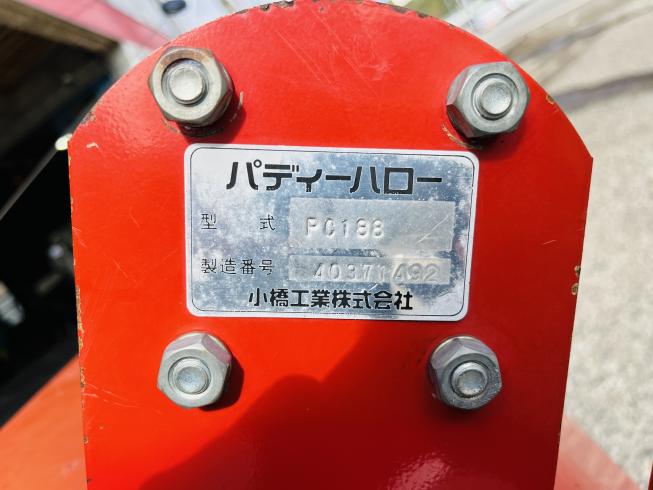 パディーハロー
型式 PC188
製造番号 40371492
小橋工業株式会社